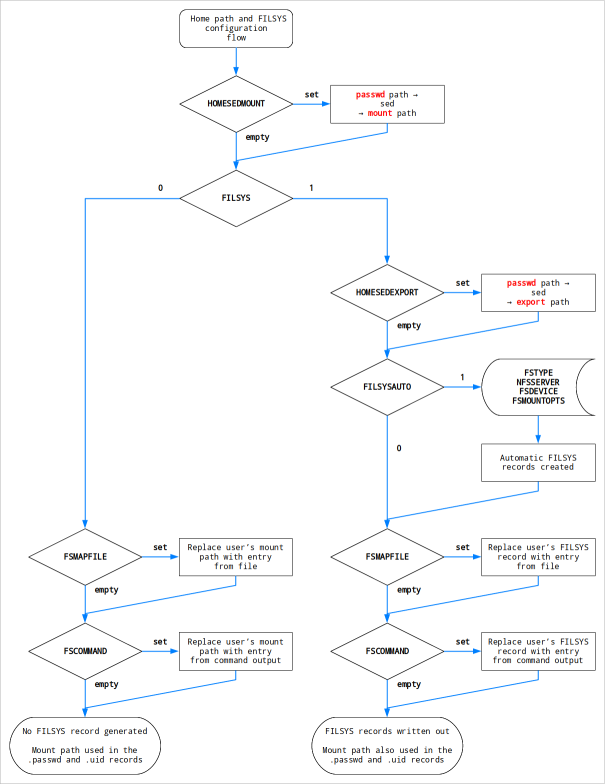 Home path and FILSYS
configuration
flow
HOMESEDMOUNT
set
passwd path →
sed
→ mount path
empty
FILSYS
0
1
HOMESEDEXPORT
set
passwd path →
sed
→ export path
empty
FILSYSAUTO
1
FSTYPE
NFSSERVER
FSDEVICE
FSMOUNTOPTS
0
Automatic FILSYS
records created
FSMAPFILE
set
Replace user's mount
path with entry
from file
empty
FSMAPFILE
set
Replace user's FILSYS
record with entry
from file
empty
FSCOMMAND
set
Replace user's mount
path with entry
from command output
empty
FSCOMMAND
set
Replace user's FILSYS
record with entry
from command output
empty
No FILSYS record generated
Mount path used in the
.passwd and .uid records
FILSYS records written out
Mount path also used in the
.passwd and .uid records